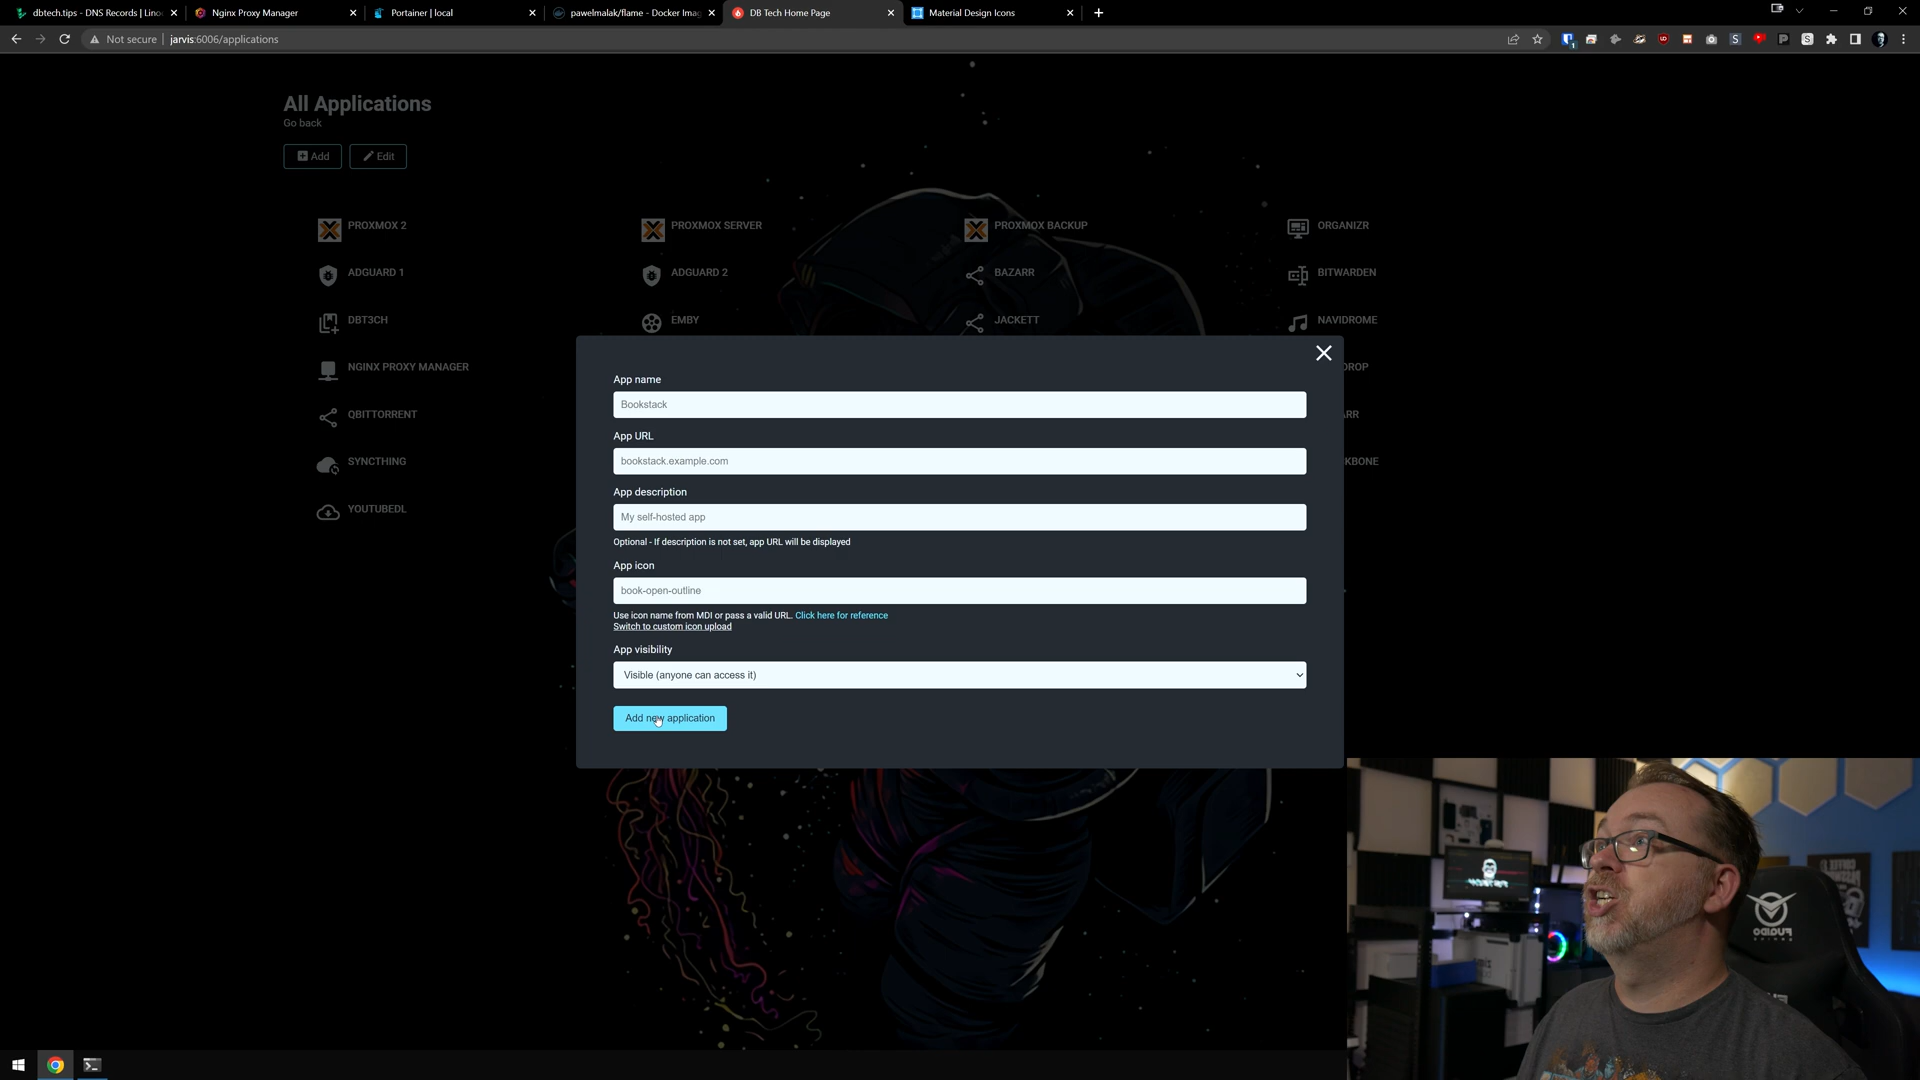 dbtech.tips - DNS Records | Lino
Nginx Proxy Manager
Portainer | local
pawelmalak/flame - Docker Imag
DB Tech Home Page
Material Design Icons
Not secure
jarvis:6006/applications
All Applications
Go back
Add
Edit
PROXMOX 2
PROXMOX SERVER
PROXMOX BACKUP
ORGANIZR
ADGUARD 1
ADGUARD 2
BAZARR
BITWARDEN
DBT3CH
EMBY
JACKETT
NAVIDROME
NGINX PROXY MANAGER
DROP
QBITTORRENT
ARR
SYNCTHING
KBONE
YOUTUBEDL
App name
Bookstack
App URL
bookstack.example.com
App description
My self-hosted app
Optional - If description is not set, app URL will be displayed
App icon
book-open-outline
Use icon name from MDI or pass a valid URL. Click here for reference
Switch to custom icon upload
App visibility
Visible (anyone can access it)
Add new application